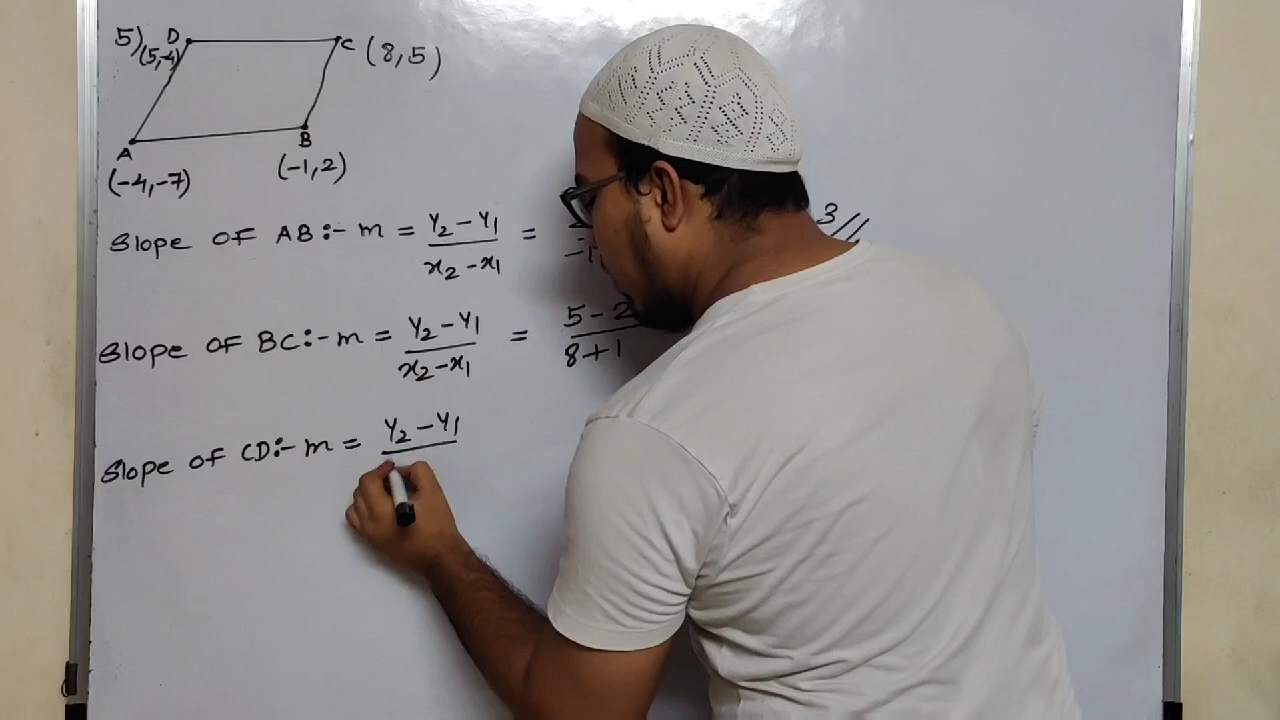 5) D
(5,-4)
C (8,5)
A
B
(-4,-7)
(-1,2)
Slope of AB:- m = Y2-Y1 / x2-x1 =
3//
Slope of BC:- m = Y2-Y1 / x2-x1 = 5-2 / 8+1
Slope of CD:- m = Y2-Y1